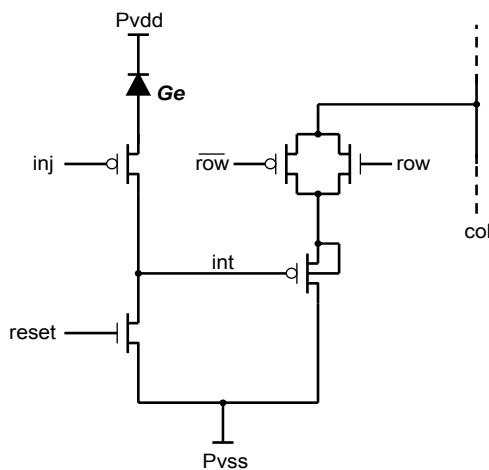 Pvdd
Ge
inj
row
row
int
col
reset
Pvss